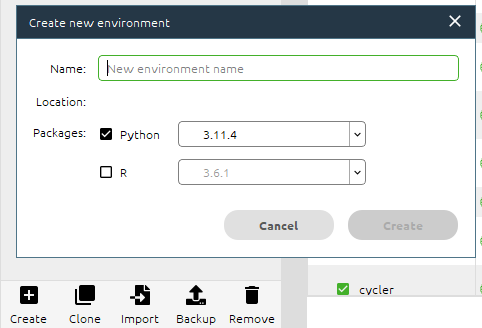 Create new environment
Name: New environment name
Location:
Packages: Python 3.11.4
R 3.6.1
Cancel Create
cycler
Create Clone Import Backup Remove